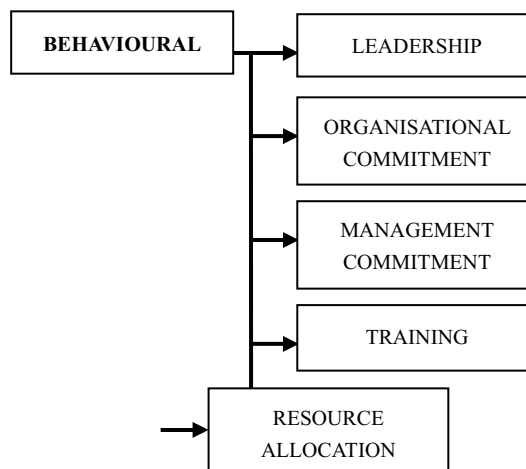 BEHAVIOURAL
LEADERSHIP
ORGANISATIONAL
COMMITMENT
MANAGEMENT
COMMITMENT
TRAINING
RESOURCE
ALLOCATION